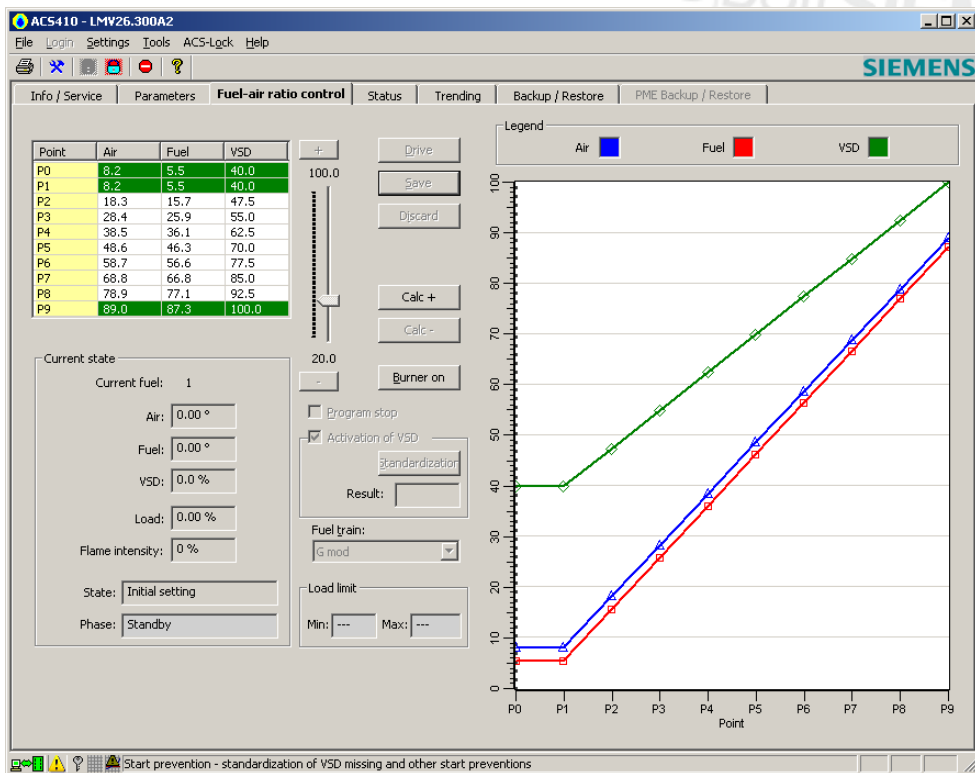 ACS410 - LMV26.300A2
File Login Settings Tools ACS-Lock Help
SIEMENS
Info / Service Parameters Fuel-air ratio control Status Trending Backup / Restore PME Backup / Restore
Point Air Fuel VSD
P0 8.2 5.5 40.0
P1 8.2 5.5 40.0
P2 18.3 15.7 47.5
P3 28.4 25.9 55.0
P4 38.5 36.1 62.5
P5 48.6 46.3 70.0
P6 58.7 56.6 77.5
P7 68.8 66.8 85.0
P8 78.9 77.1 92.5
P9 89.0 87.3 100.0
+
100.0
20.0
-
Drive
Save
Discard
Calc +
Calc -
Burner on
Program stop
Activation of VSD
Standardization
Result:
Fuel train:
G mod
Load limit
Min: --- Max: ---
Current state
Current fuel: 1
Air: 0.00 °
Fuel: 0.00 °
VSD: 0.0 %
Load: 0.00 %
Flame intensity: 0 %
State: Initial setting
Phase: Standby
Legend
Air Fuel VSD
100
90
80
70
60
50
40
30
20
10
0
P0 P1 P2 P3 P4 P5 P6 P7 P8 P9
Point
Start prevention - standardization of VSD missing and other start preventions